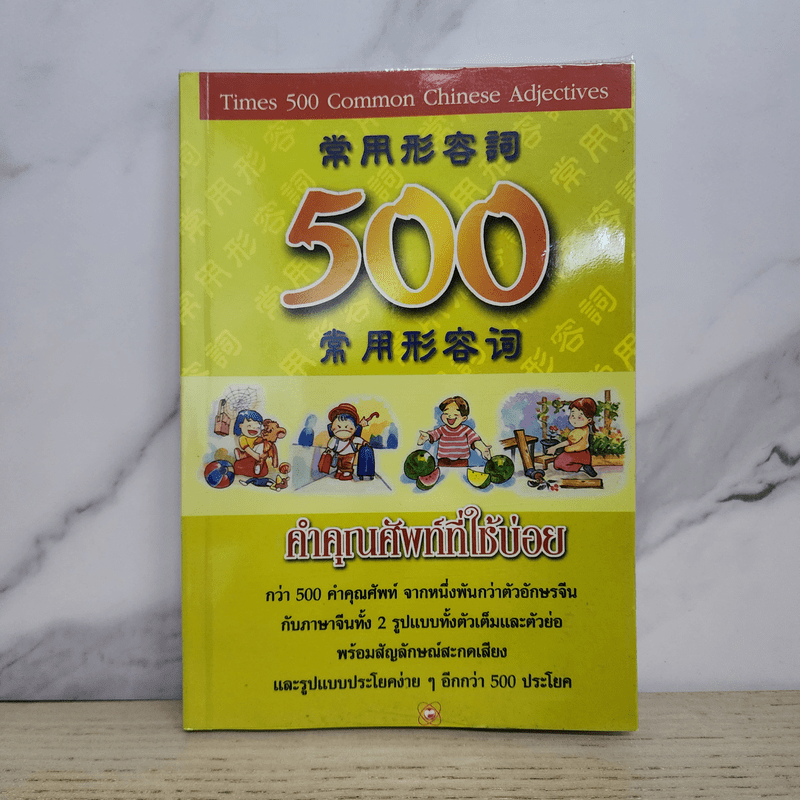 Times 500 Common Chinese Adjectives
常用形容詞
500
常用形容词
คำคุณศัพท์ที่ใช้บ่อย
กว่า 500 คำคุณศัพท์ จากหนึ่งพันกว่าตัวอักษรจีน
กับภาษาจีนทั้ง 2 รูปแบบทั้งตัวเต็มและตัวย่อ
พร้อมสัญลักษณ์สะกดเสียง
และรูปแบบประโยคง่าย ๆ อีกกว่า 500 ประโยค